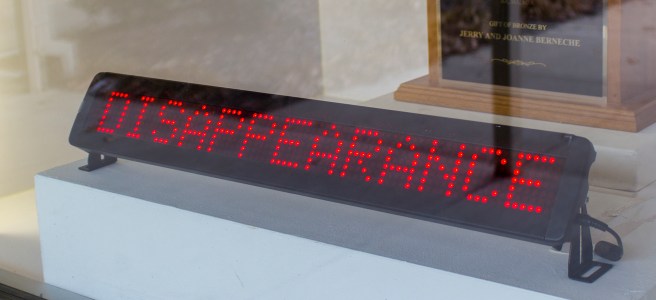 GIFT OF BRONZE BY
JERRY AND JOANNE BERNECHE
DISAPPEARANCE